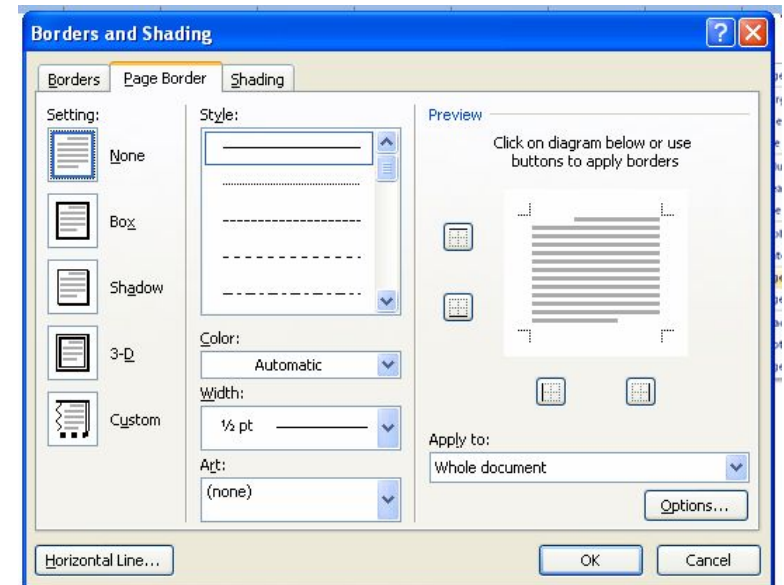 Borders and Shading
Borders
Page Border
Shading
Setting:
None
Box
Shadow
3-D
Custom
Style:
Color:
Automatic
Width:
½ pt
Art:
(none)
Preview
Click on diagram below or use
buttons to apply borders
Apply to:
Whole document
Options...
Horizontal Line...
OK
Cancel